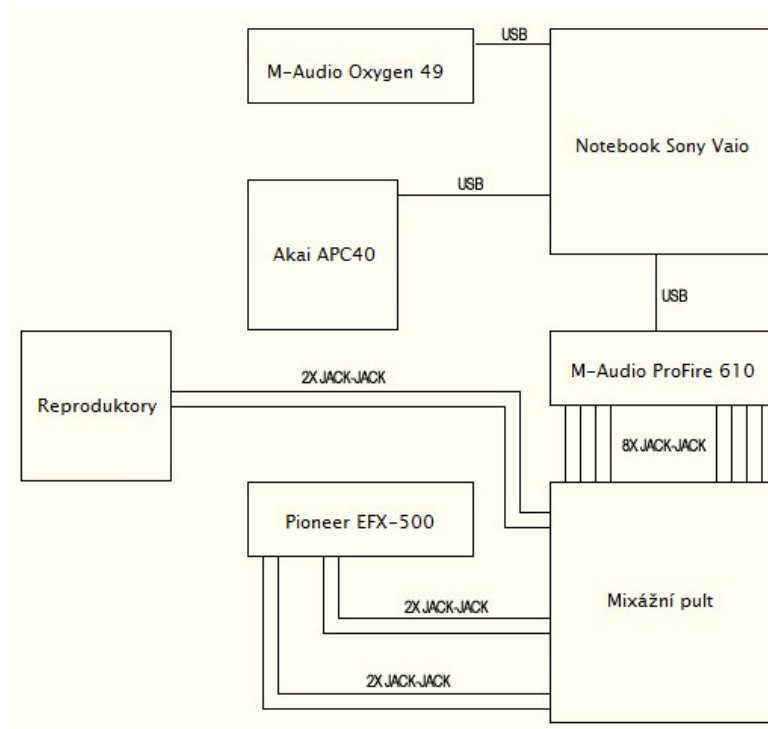 USB
M-Audio Oxygen 49
Notebook Sony Vaio
USB
Akai APC40
USB
M-Audio ProFire 610
2X JACK-JACK
Reproduktory
8X JACK-JACK
Pioneer EFX-500
Mixážní pult
2X JACK-JACK
2X JACK-JACK